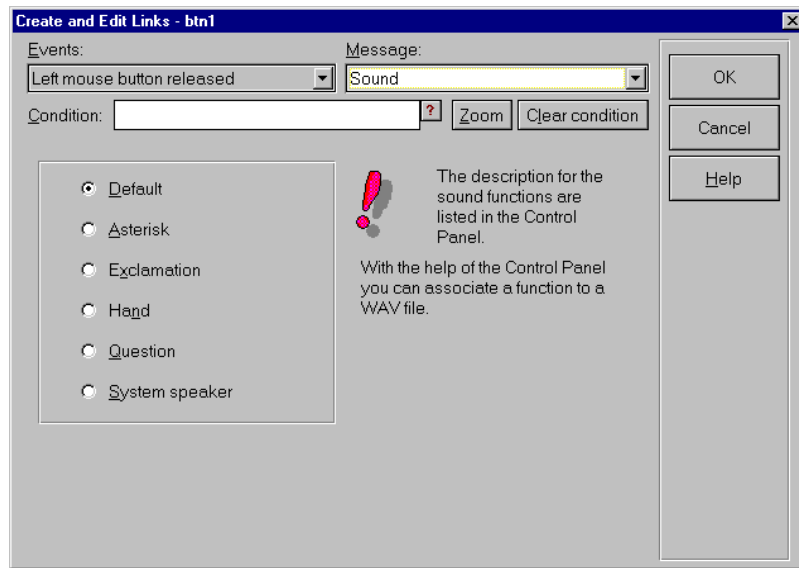 Create and Edit Links - btn1
Events:
Message:
Left mouse button released
Sound
OK
Condition:
?
Zoom
Clear condition
Cancel
Help
Default
Asterisk
Exclamation
Hand
Question
System speaker
The description for the
sound functions are
listed in the Control
Panel.
With the help of the Control Panel
you can associate a function to a
WAV file.